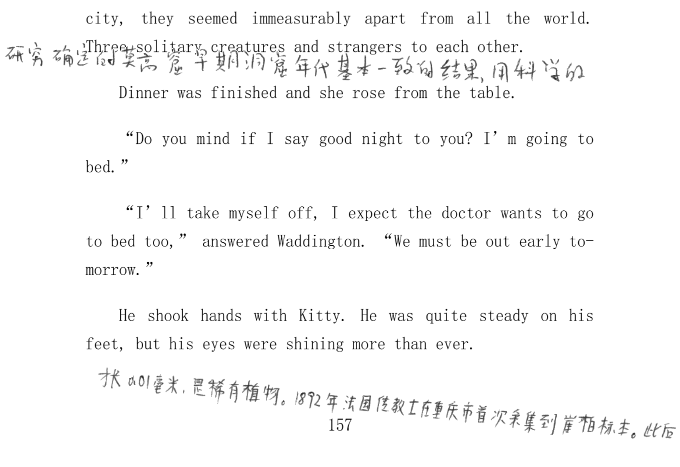 city, they seemed immeasurably apart from all the world.
Three solitary creatures and strangers to each other.
研究确定的莫高窟早期洞窟年代基本一致的结果,用科学的
Dinner was finished and she rose from the table.
“Do you mind if I say good night to you? I’m going to
bed.”
“I’ll take myself off, I expect the doctor wants to go
to bed too,” answered Waddington. “We must be out early to-
morrow.”
He shook hands with Kitty. He was quite steady on his
feet, but his eyes were shining more than ever.
状0.01毫米,是稀有植物。1892年法国传教士在重庆市首次采集到崖柏标本。此后
157